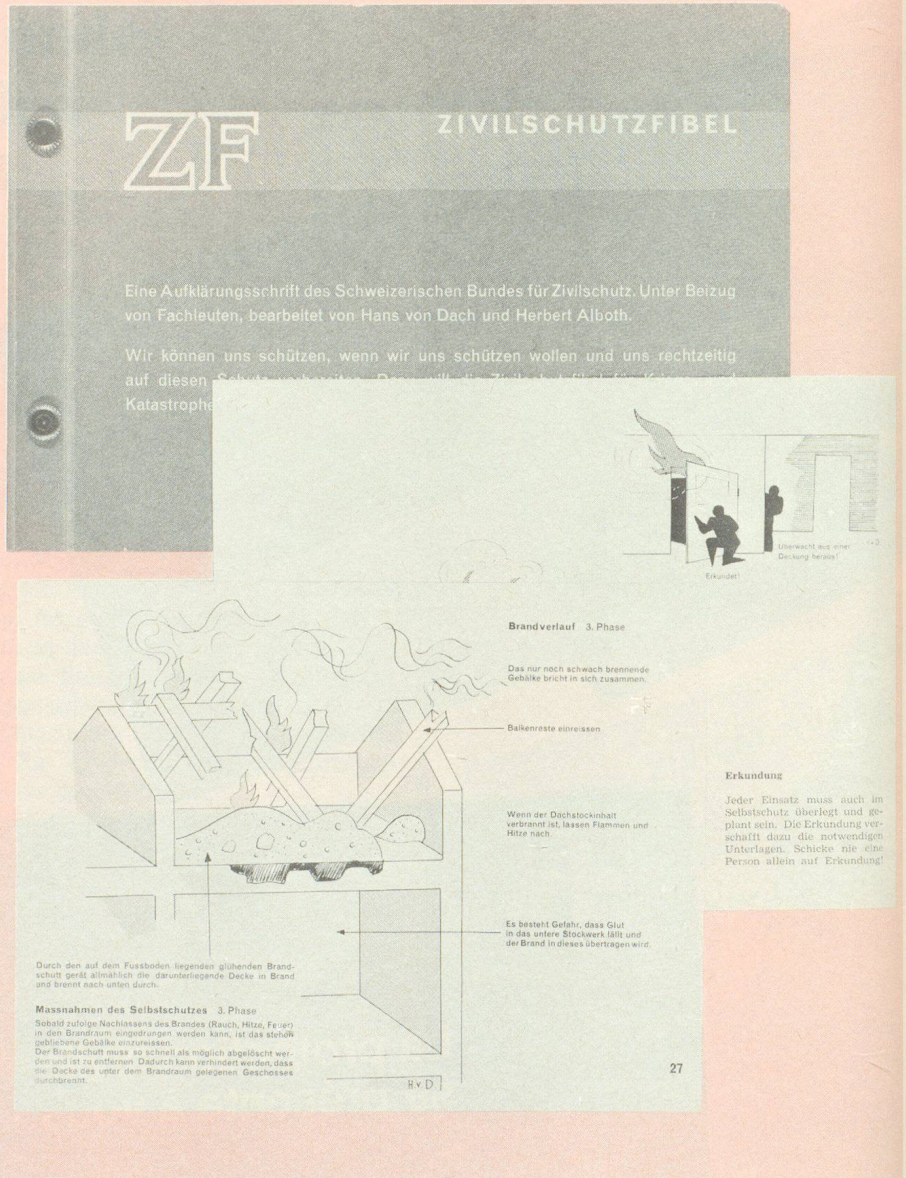 ZF
ZIVILSCHUTZFIBEL
Eine Aufklärungsschrift des Schweizerischen Bundes für Zivilschutz. Unter Beizug
von Fachleuten, bearbeitet von Hans von Dach und Herbert Alboth.
Wir können uns schützen, wenn wir uns schützen wollen und uns rechtzeitig
auf diesen
Katastrophe
Überwacht aus einer
Deckung heraus!
Erkundet!
Brandverlauf 3. Phase
Das nur noch schwach brennende
Gebälke bricht in sich zusammen.
Balkenreste einreissen
Wenn der Dachstockinhalt
verbrannt ist, lassen Flammen und
Hitze nach.
Es besteht Gefahr, dass Glut
in das untere Stockwerk fällt und
der Brand in dieses übertragen wird.
Erkundung
Jeder Einsatz muss auch im
Selbstschutz überlegt und ge-
plant sein. Die Erkundung ver-
schafft dazu die notwendigen
Unterlagen. Schicke nie eine
Person allein auf Erkundung!
Durch den auf dem Fussboden liegenden glühenden Brand-
schutt gerät allmählich die darunterliegende Decke in Brand
und brennt nach unten durch.
Massnahmen des Selbstschutzes 3. Phase
Sobald zufolge Nachlassens des Brandes (Rauch, Hitze, Feuer)
in den Brandraum eingedrungen werden kann, ist das stehen
gebliebene Gebälke einzureissen.
Der Brandschutt muss so schnell als möglich abgelöscht wer-
den und ist zu entfernen. Dadurch kann verhindert werden, dass
die Decke des unter dem Brandraum gelegenen Geschosses
durchbrennt.
H.v D
27